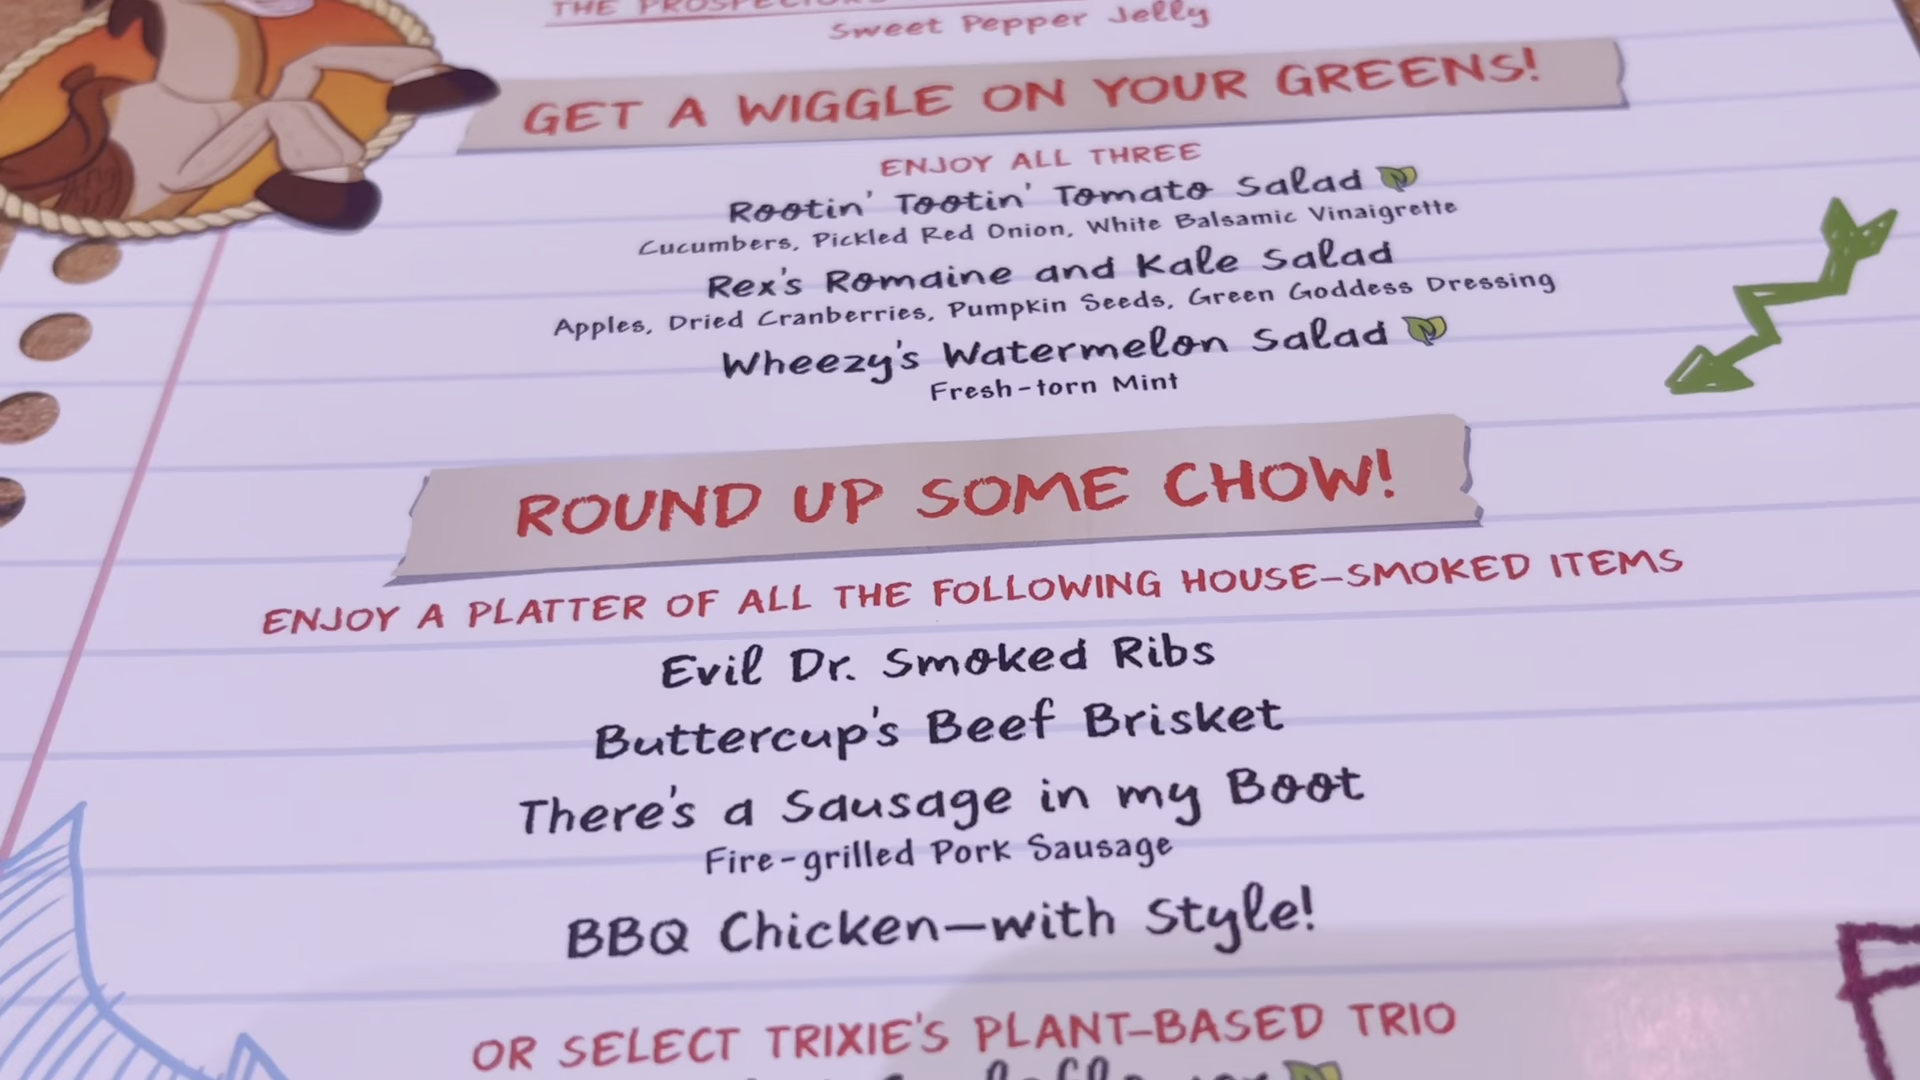 THE PROSPECTOR'S
Sweet Pepper Jelly
GET A WIGGLE ON YOUR GREENS!
ENJOY ALL THREE
Rootin' Tootin' Tomato Salad
Cucumbers, Pickled Red Onion, White Balsamic Vinaigrette
Rex's Romaine and Kale Salad
Apples, Dried Cranberries, Pumpkin Seeds, Green Goddess Dressing
Wheezy's Watermelon Salad
Fresh-torn Mint
ROUND UP SOME CHOW!
ENJOY A PLATTER OF ALL THE FOLLOWING HOUSE-SMOKED ITEMS
Evil Dr. Smoked Ribs
Buttercup's Beef Brisket
There's a Sausage in my Boot
Fire-grilled Pork Sausage
BBQ Chicken—with Style!
OR SELECT TRIXIE'S PLANT-BASED TRIO